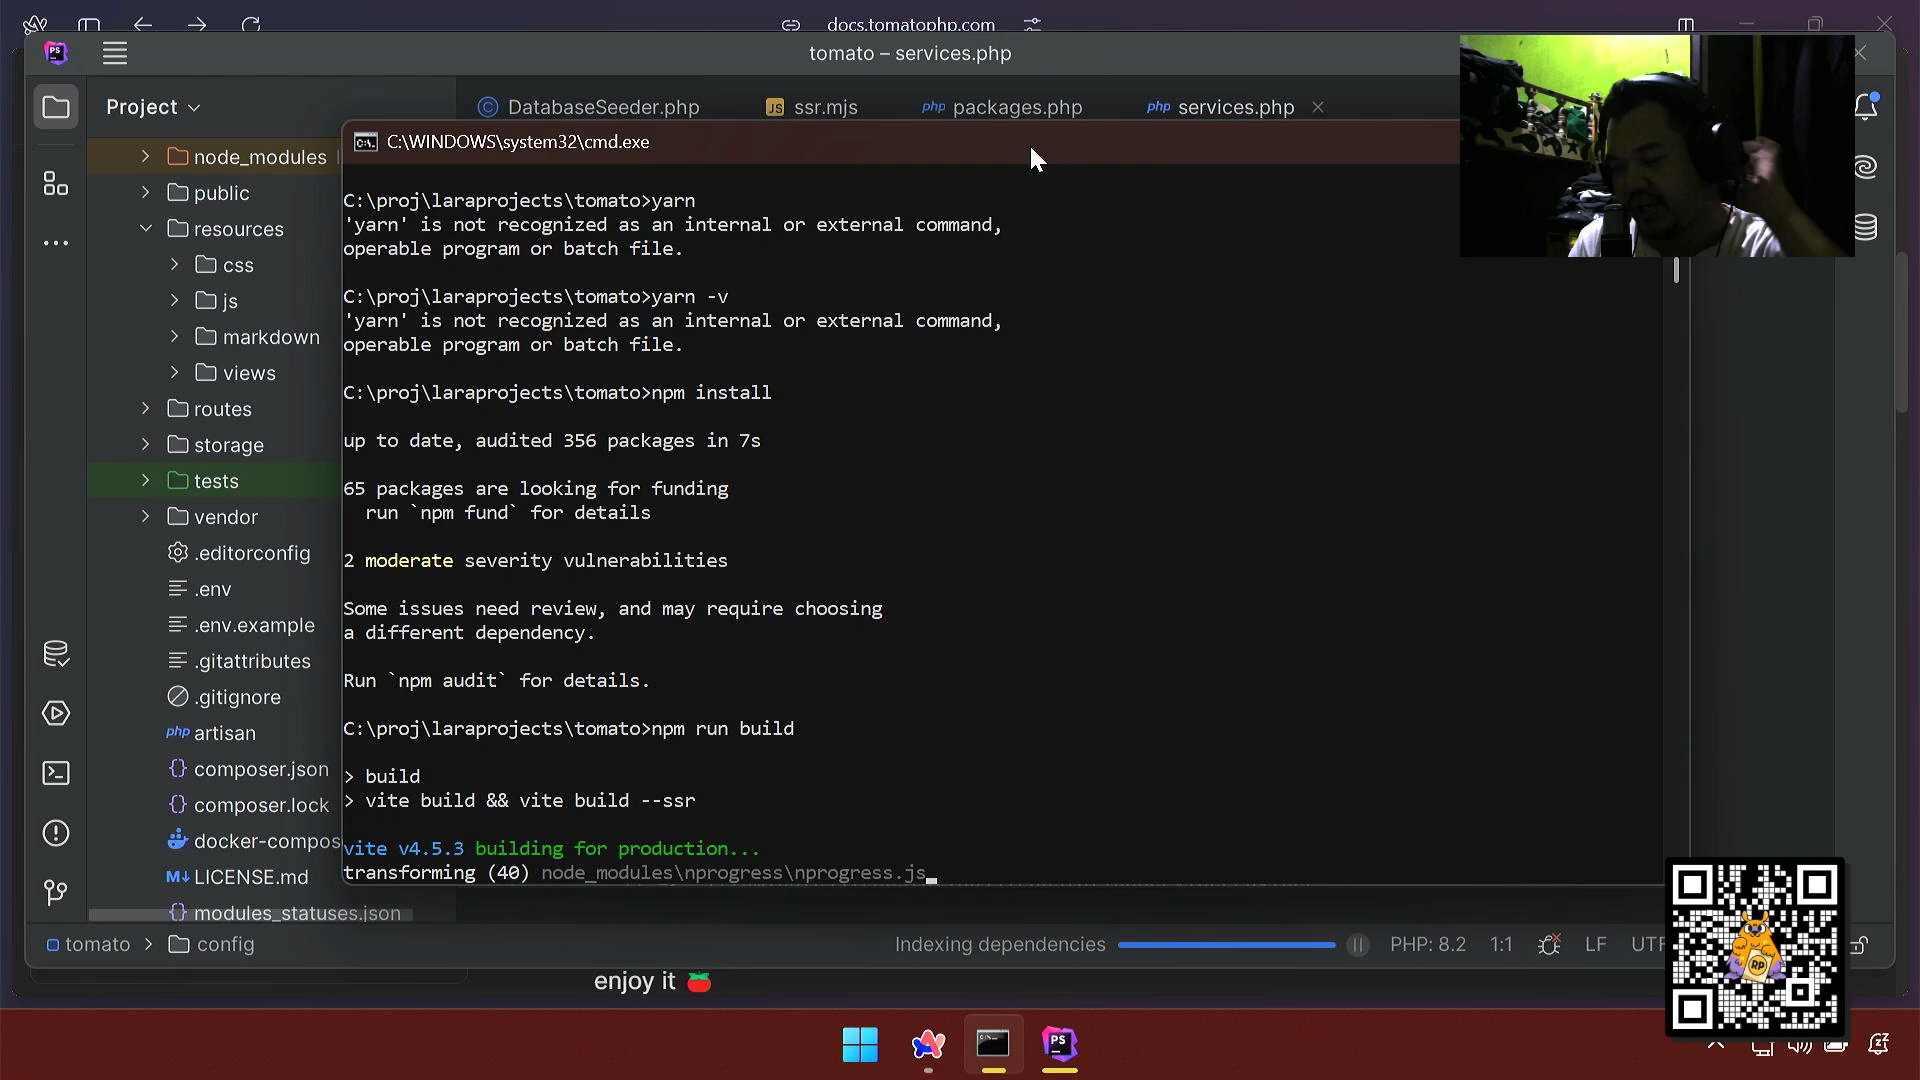 docs.tomatophp.com
PS
tomato – services.php
Project
DatabaseSeeder.php
JS ssr.mjs
php packages.php
php services.php
C:\WINDOWS\system32\cmd.exe
node_modules
public
resources
css
js
markdown
views
routes
storage
tests
vendor
.editorconfig
.env
.env.example
.gitattributes
.gitignore
php artisan
composer.json
composer.lock
docker-compos
M↓ LICENSE.md
modules_statuses.json
C:\proj\laraprojects\tomato>yarn
'yarn' is not recognized as an internal or external command,
operable program or batch file.
C:\proj\laraprojects\tomato>yarn -v
'yarn' is not recognized as an internal or external command,
operable program or batch file.
C:\proj\laraprojects\tomato>npm install
up to date, audited 356 packages in 7s
65 packages are looking for funding
run `npm fund` for details
2 moderate severity vulnerabilities
Some issues need review, and may require choosing
a different dependency.
Run `npm audit` for details.
C:\proj\laraprojects\tomato>npm run build
> build
> vite build && vite build --ssr
vite v4.5.3 building for production...
transforming (40) node_modules\nprogress\nprogress.js
tomato > config
Indexing dependencies
PHP: 8.2
1:1
LF
UTF
RP
enjoy it 🍅
PS